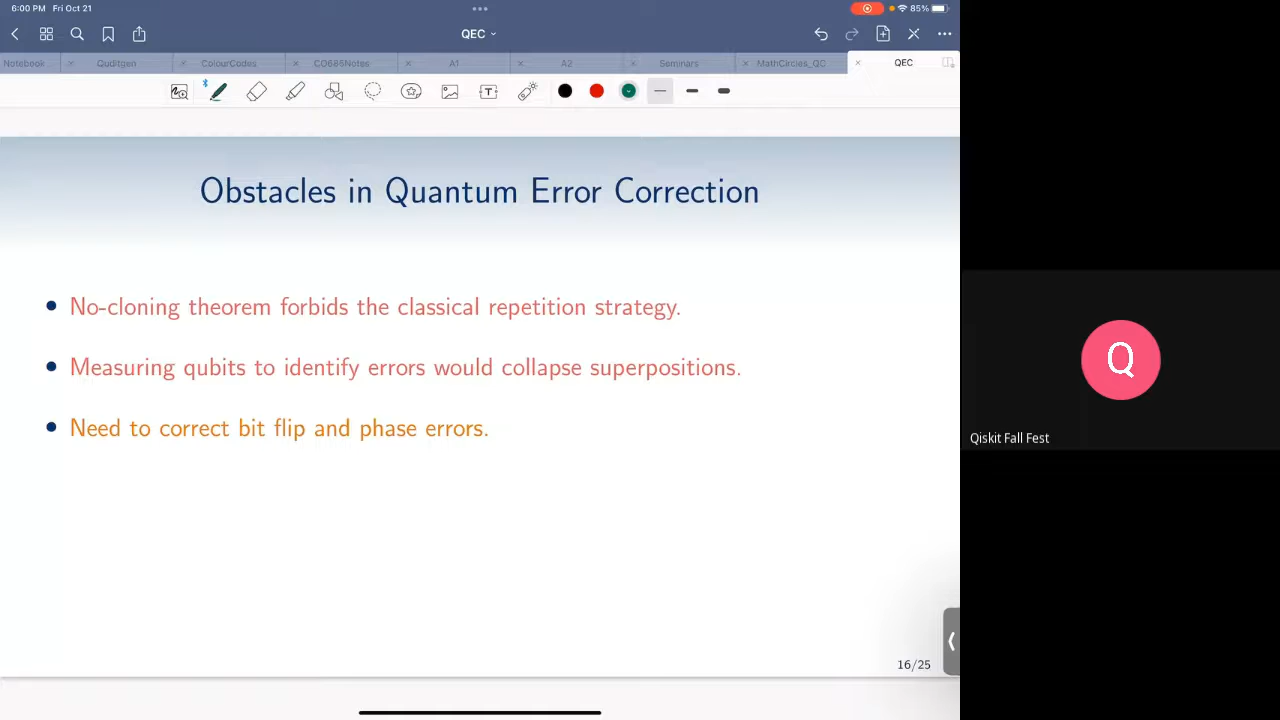 6:00 PM Fri Oct 21
85%
QEC
Notebook
Quditgen
ColourCodes
CO685Notes
A1
A2
Seminars
MathCircles_QC
QEC
Obstacles in Quantum Error Correction
• No-cloning theorem forbids the classical repetition strategy.
• Measuring qubits to identify errors would collapse superpositions.
• Need to correct bit flip and phase errors.
16/25
Q
Qiskit Fall Fest